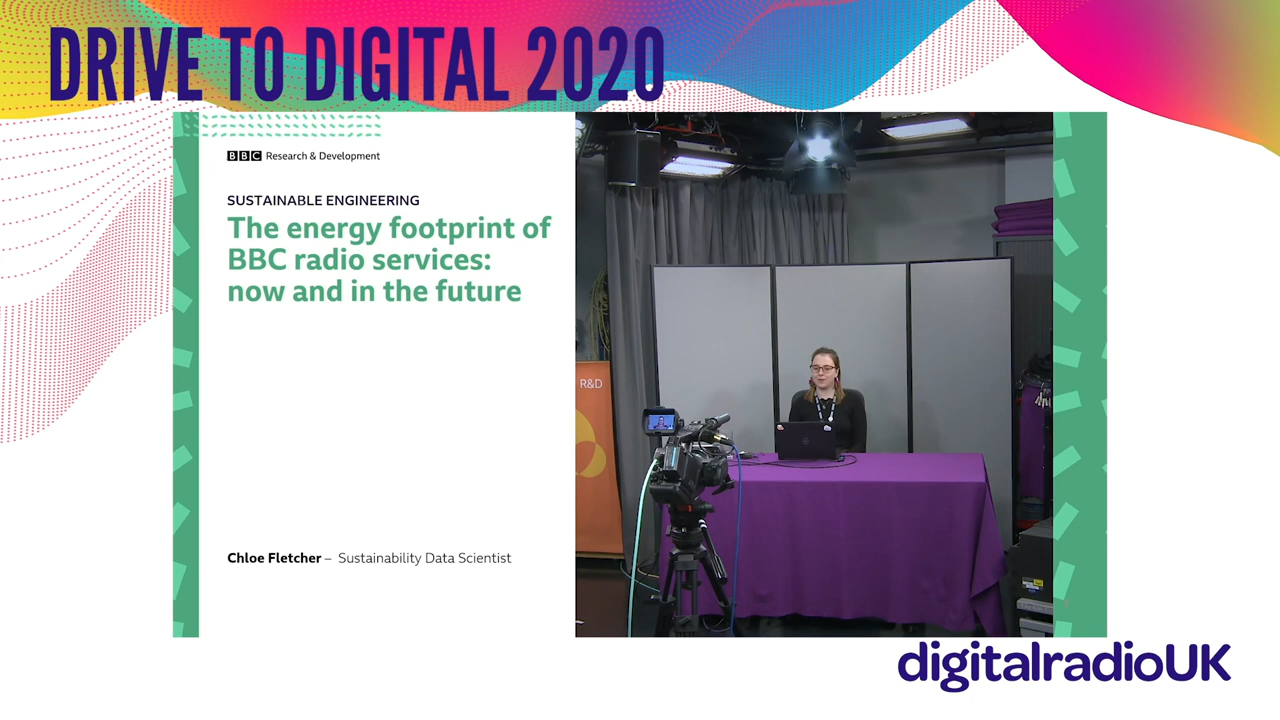 DRIVE TO DIGITAL 2020
BBC Research & Development
SUSTAINABLE ENGINEERING
The energy footprint of
BBC radio services:
now and in the future
R&D
Chloe Fletcher – Sustainability Data Scientist
digitalradioUK